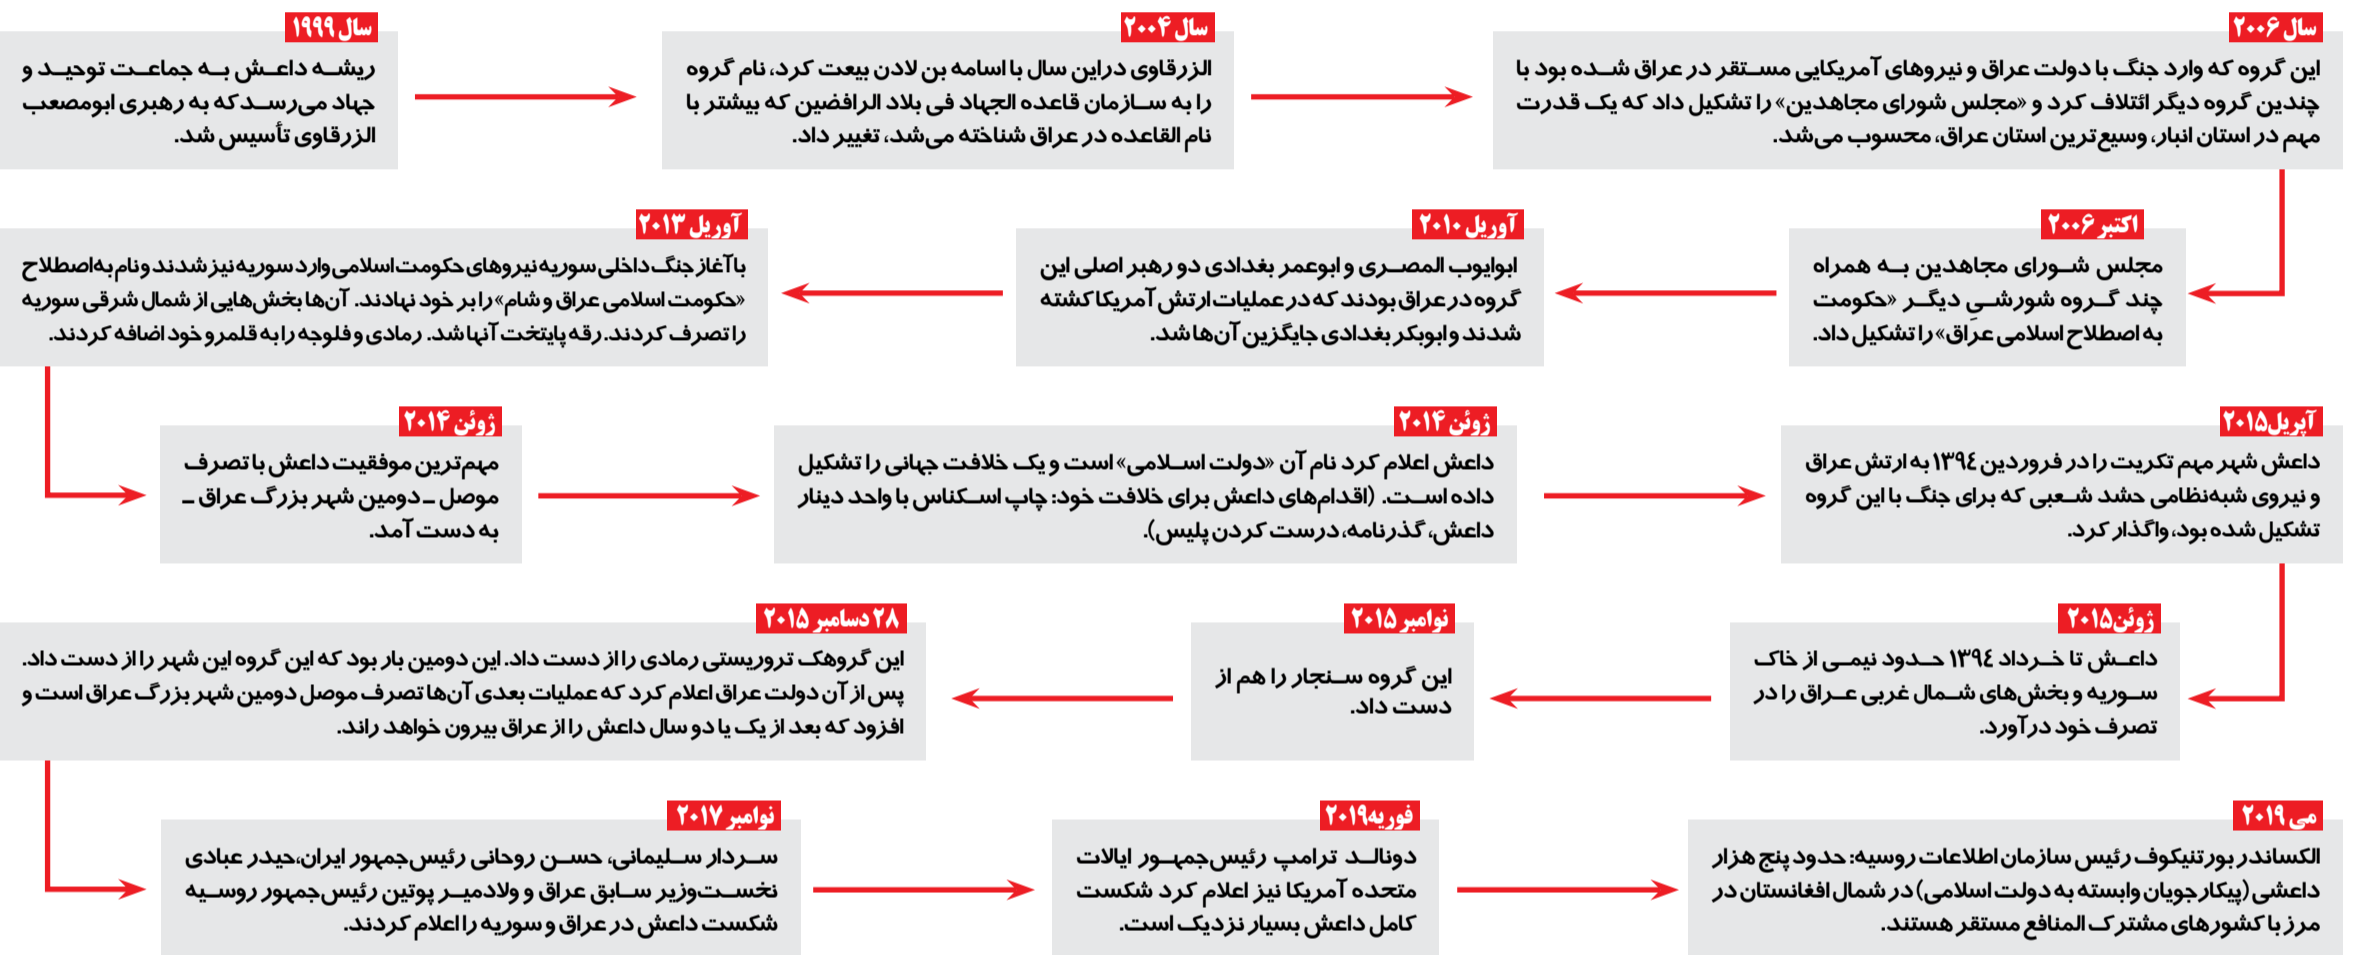 سال ۱۹۹۹
ریشه داعش به جماعت توحید و
جهاد می‌رسدکه به رهبری ابومصعب
الزرقاوی تأسیس شد.
سال ۲۰۰۴
الزرقاوی دراین سال با اسامه بن لادن بیعت کرد، نام گروه
را به سازمان قاعده الجهاد فی بلاد الرافضین که بیشتر با
نام القاعده در عراق شناخته می‌شد، تغییر داد.
سال ۲۰۰۶
این گروه که وارد جنگ با دولت عراق و نیروهای آمریکایی مستقر در عراق شده بود با
چندین گروه دیگر ائتلاف کرد و «مجلس شورای مجاهدین» را تشکیل داد که یک قدرت
مهم در استان انبار، وسیع‌ترین استان عراق، محسوب می‌شد.
اکتبر ۲۰۰۶
مجلس شورای مجاهدین به همراه
چند گروه شورشیِ دیگر «حکومت
به اصطلاح اسلامی عراق» را تشکیل داد.
آوریل ۲۰۱۰
ابوایوب المصری و ابوعمر بغدادی دو رهبر اصلی این
گروه در عراق بودند که در عملیات ارتش آمریکا کشته
شدند و ابوبکر بغدادی جایگزین آن‌ها شد.
آوریل ۲۰۱۳
با آغاز جنگ داخلی سوریه نیروهای حکومت اسلامی وارد سوریه نیز شدند و نام به اصطلاح
«حکومت اسلامی عراق و شام» را بر خود نهادند. آن‌ها بخش‌هایی از شمال شرقی سوریه
را تصرف کردند. رقه پایتخت آنها شد. رمادی و فلوجه را به قلمرو خود اضافه کردند.
ژوئن ۲۰۱۴
مهم‌ترین موفقیت داعش با تصرف
موصل ـ دومین شهر بزرگ عراق ـ
به دست آمد.
ژوئن ۲۰۱۴
داعش اعلام کرد نام آن «دولت اسلامی» است و یک خلافت جهانی را تشکیل
داده است. (اقدام‌های داعش برای خلافت خود: چاپ اسکناس با واحد دینار
داعش، گذرنامه، درست کردن پلیس).
آپریل۲۰۱۵
داعش شهر مهم تکریت را در فروردین ۱۳۹٤ به ارتش عراق
و نیروی شبه‌نظامی حشد شعبی که برای جنگ با این گروه
تشکیل شده بود، واگذار کرد.
ژوئن۲۰۱۵
داعش تا خرداد ۱۳۹٤ حدود نیمی از خاک
سوریه و بخش‌های شمال غربی عراق را در
تصرف خود درآورد.
نوامبر ۲۰۱۵
این گروه سنجار را هم از
دست داد.
۲۸ دسامبر ۲۰۱۵
این گروهک تروریستی رمادی را از دست داد. این دومین بار بود که این گروه این شهر را از دست داد.
پس از آن دولت عراق اعلام کرد که عملیات بعدی آن‌ها تصرف موصل دومین شهر بزرگ عراق است و
افزود که بعد از یک یا دو سال داعش را از عراق بیرون خواهد راند.
نوامبر ۲۰۱۷
سردار سلیمانی، حسن روحانی رئیس‌جمهور ایران،حیدر عبادی
نخست‌وزیر سابق عراق و ولادمیر پوتین رئیس‌جمهور روسیه
شکست داعش در عراق و سوریه را اعلام کردند.
فوریه۲۰۱۹
دونالد ترامپ رئیس‌جمهور ایالات
متحده آمریکا نیز اعلام کرد شکست
کامل داعش بسیار نزدیک است.
می ۲۰۱۹
الکساندر بورتنیکوف رئیس سازمان اطلاعات روسیه: حدود پنج هزار
داعشی (پیکارجویان وابسته به دولت اسلامی) در شمال افغانستان در
مرز با کشورهای مشترک المنافع مستقر هستند.